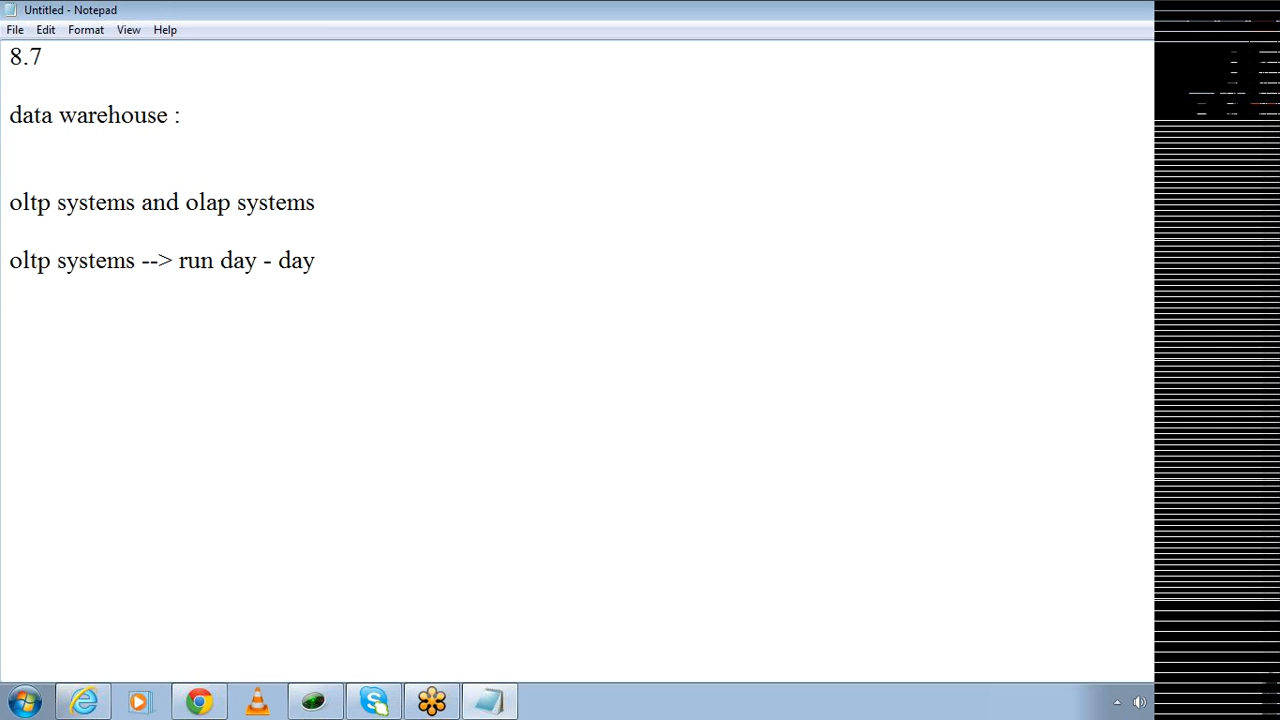 Untitled - Notepad
File Edit Format View Help
8.7
data warehouse :
oltp systems and olap systems
oltp systems --> run day - day